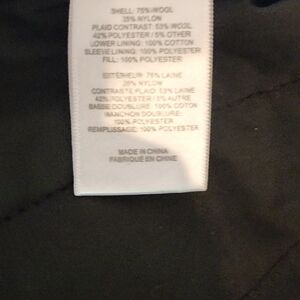 SHELL: 75% WOOL
25% NYLON
PLAID CONTRAST: 53% WOOL
42% POLYESTER / 5% OTHER
LOWER LINING: 100% COTTON
SLEEVE LINING: 100% POLYESTER
FILL: 100% POLYESTER
EXTÉRIEUR: 75% LAINE
25% NYLON
CONTRASTE PLAID: 53% LAINE
42% POLYESTER / 5% AUTRE
BASSE DOUBLURE: 100% COTON
MANCHON DOUBLURE:
100% POLYESTER
REMPLISSAGE: 100% POLYESTER
MADE IN CHINA
FABRIQUÉ EN CHINE